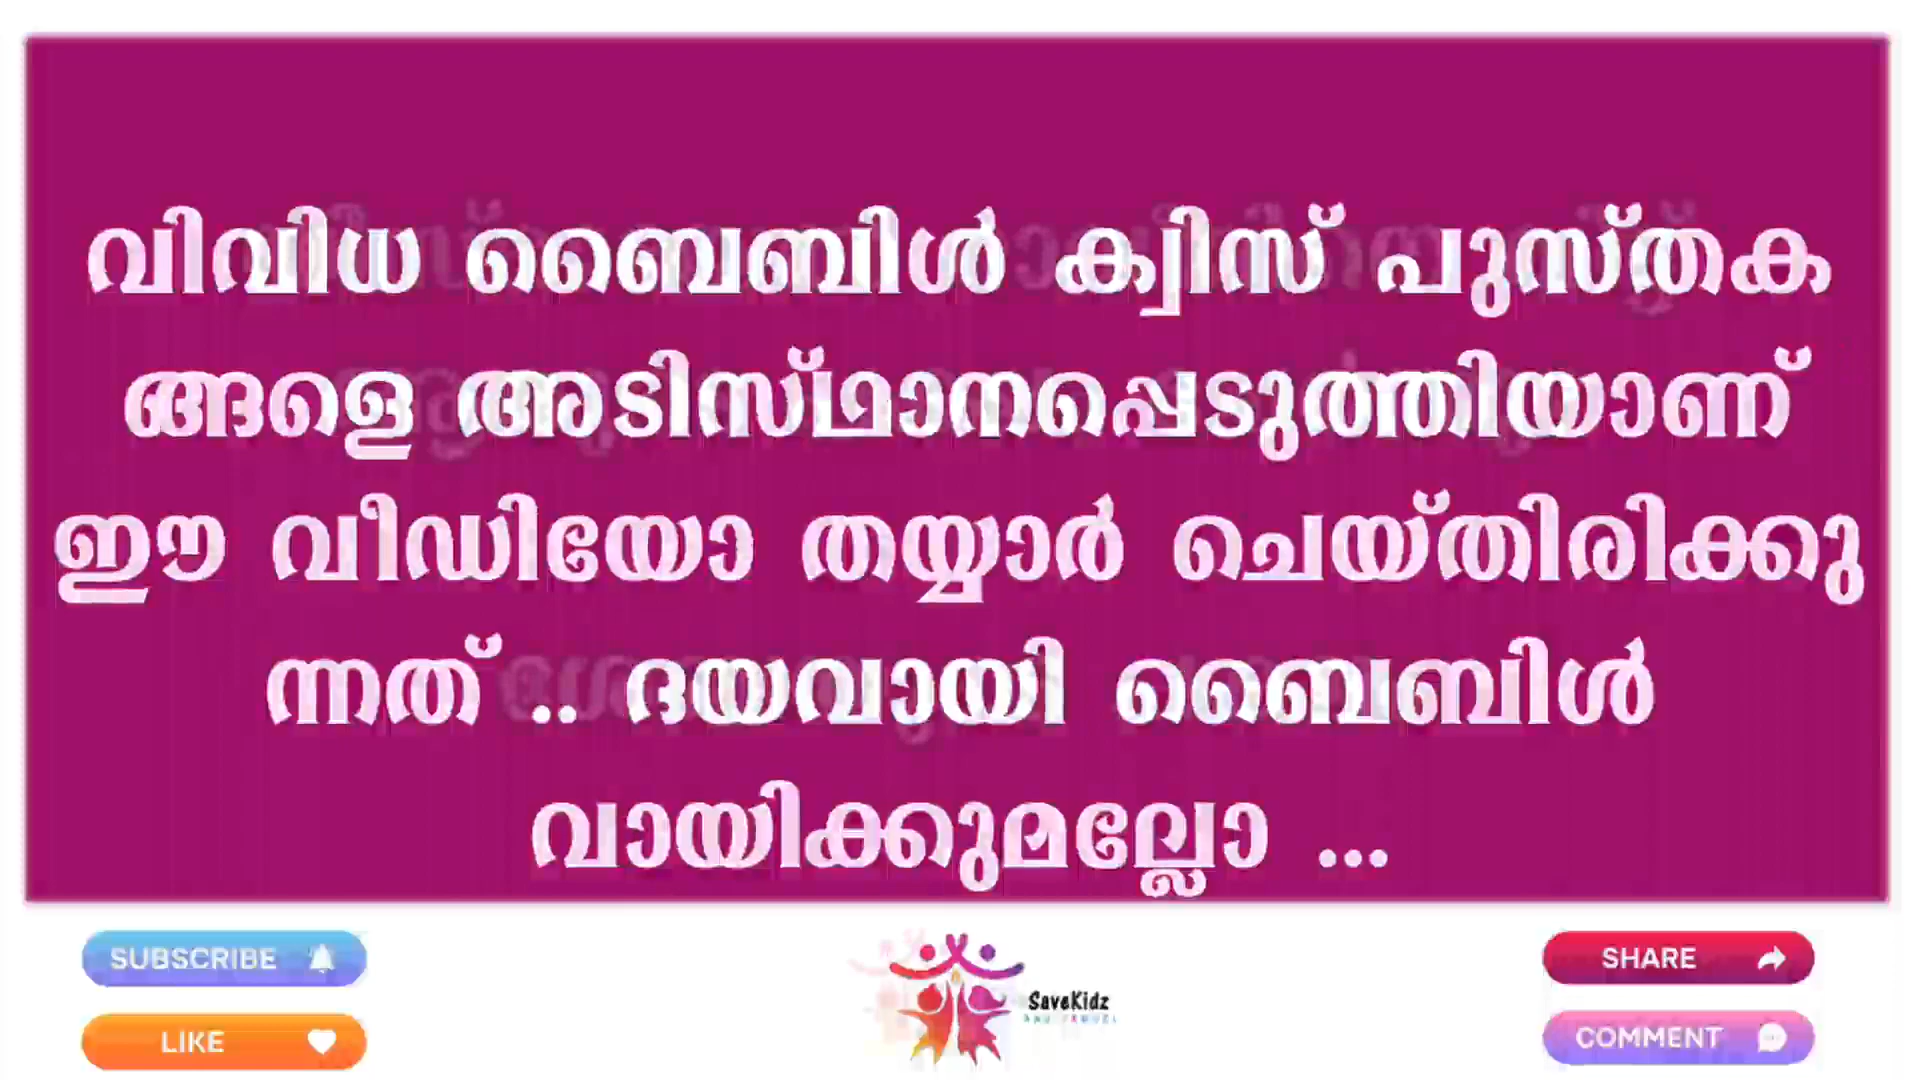 വിവിധ ബൈബിൾ ക്വിസ് പുസ്തക
ങ്ങളെ അടിസ്ഥാനപ്പെടുത്തിയാണ്
ഈ വീഡിയോ തയ്യാർ ചെയ്തിരിക്കു
ന്നത് .. ദയവായി ബൈബിൾ
വായിക്കുമല്ലോ ...
SUBSCRIBE
LIKE
SaveKidz
SHARE
COMMENT